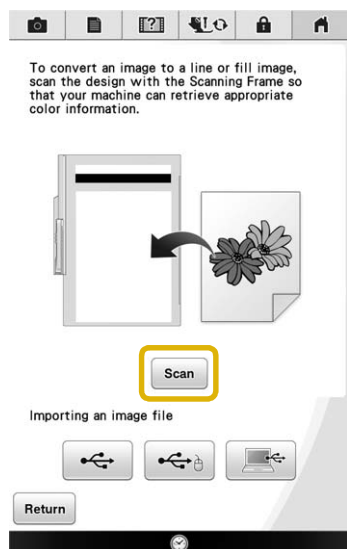 [?]
To convert an image to a line or fill image,
scan the design with the Scanning Frame so
that your machine can retrieve appropriate
color information.
Scan
Importing an image file
Return